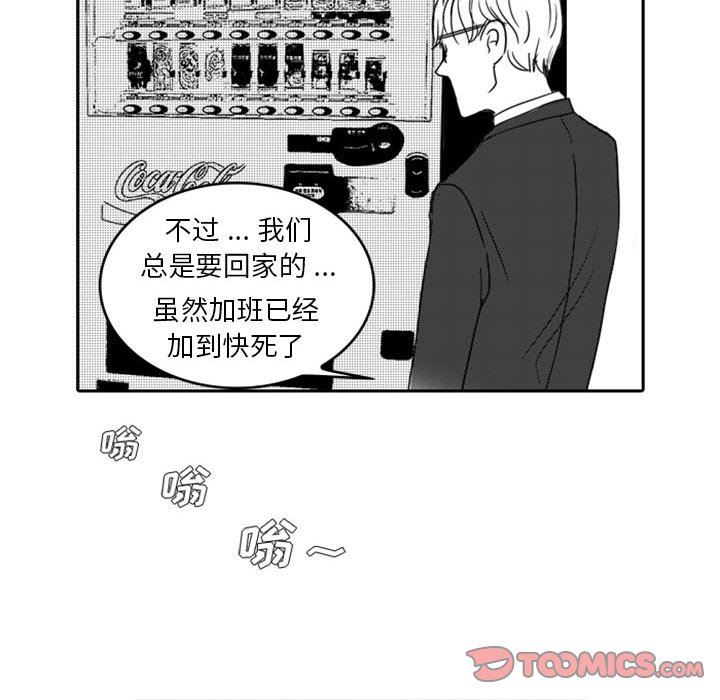 Coca-Cola
不过 ... 我们
总是要回家的 ...
虽然加班已经
加到快死了
嗡
嗡
嗡~
TOOMICS.com